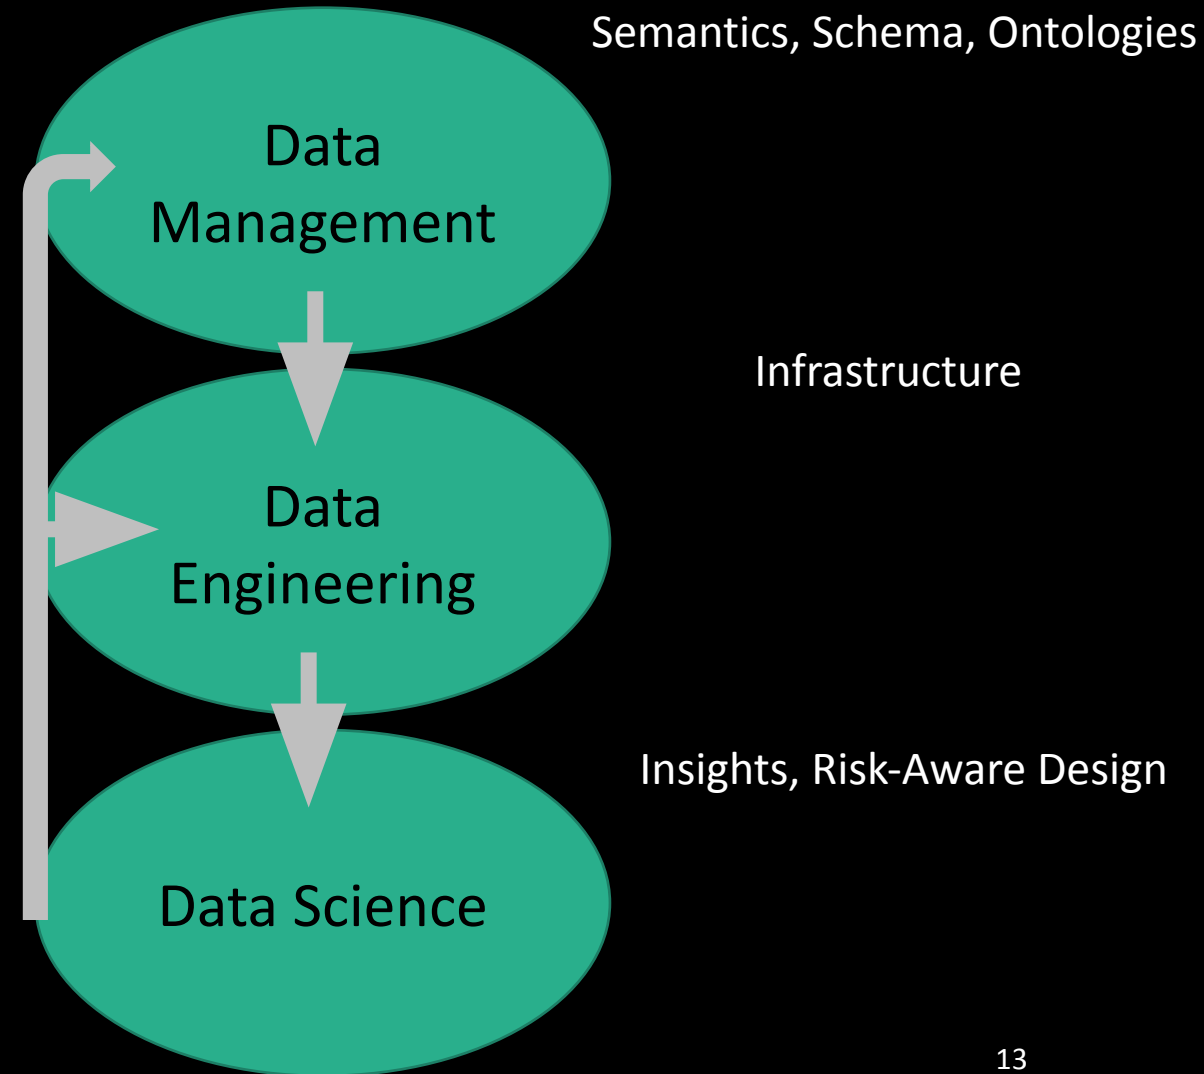 Semantics, Schema, Ontologies
Data
Management
Infrastructure
Data
Engineering
Insights, Risk-Aware Design
Data Science
13